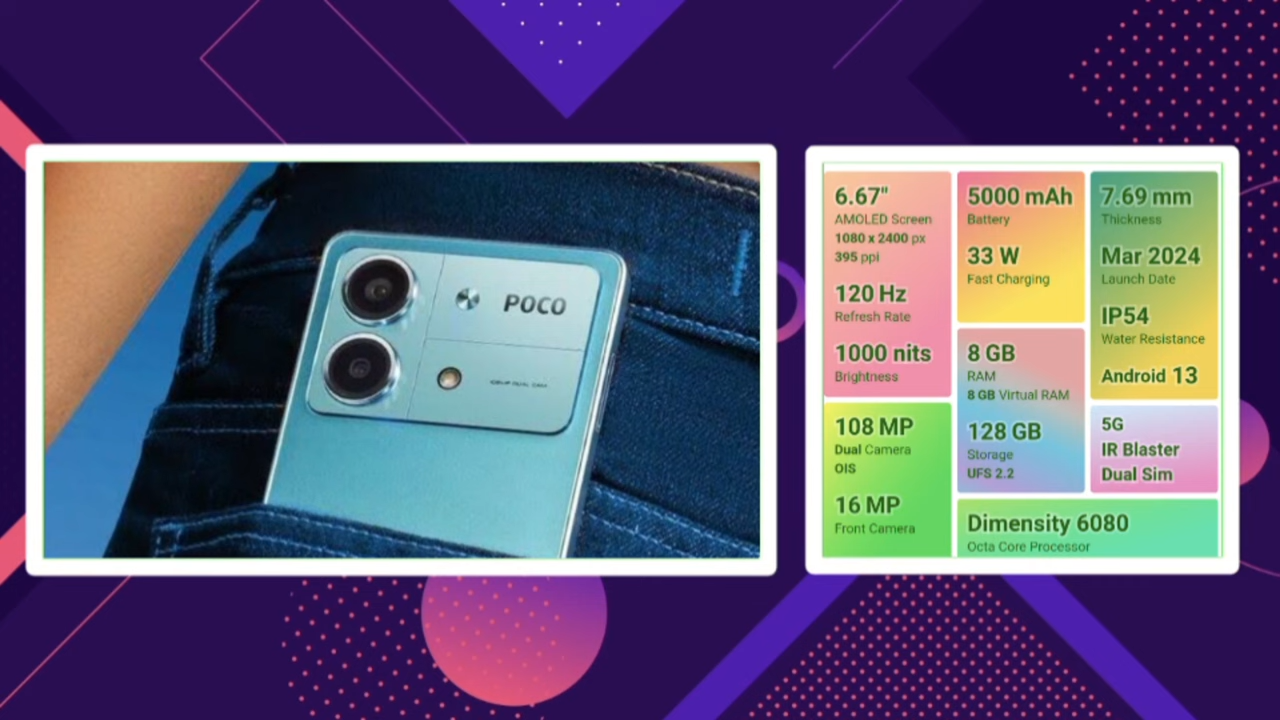 POCO
6.67"
AMOLED Screen
1080 x 2400 px
395 ppi
120 Hz
Refresh Rate
1000 nits
Brightness
108 MP
Dual Camera
OIS
16 MP
Front Camera
5000 mAh
Battery
33 W
Fast Charging
8 GB
RAM
8 GB Virtual RAM
128 GB
Storage
UFS 2.2
7.69 mm
Thickness
Mar 2024
Launch Date
IP54
Water Resistance
Android 13
5G
IR Blaster
Dual Sim
Dimensity 6080
Octa Core Processor